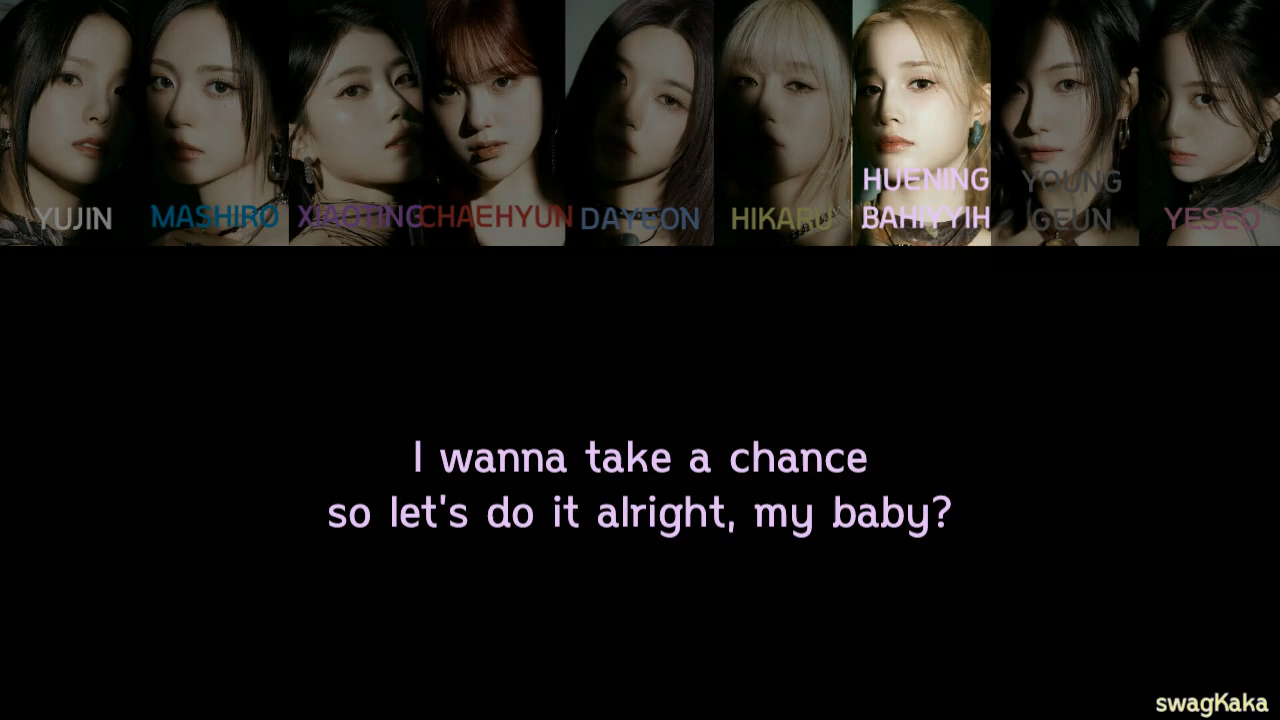 YUJIN
MASHIRO
XIAOTING
CHAEHYUN
DAYEON
HIKARU
HUENING
BAHIYYIH
YOUNG
GEUN
YESEO
I wanna take a chance
so let's do it alright, my baby?
swagKaka